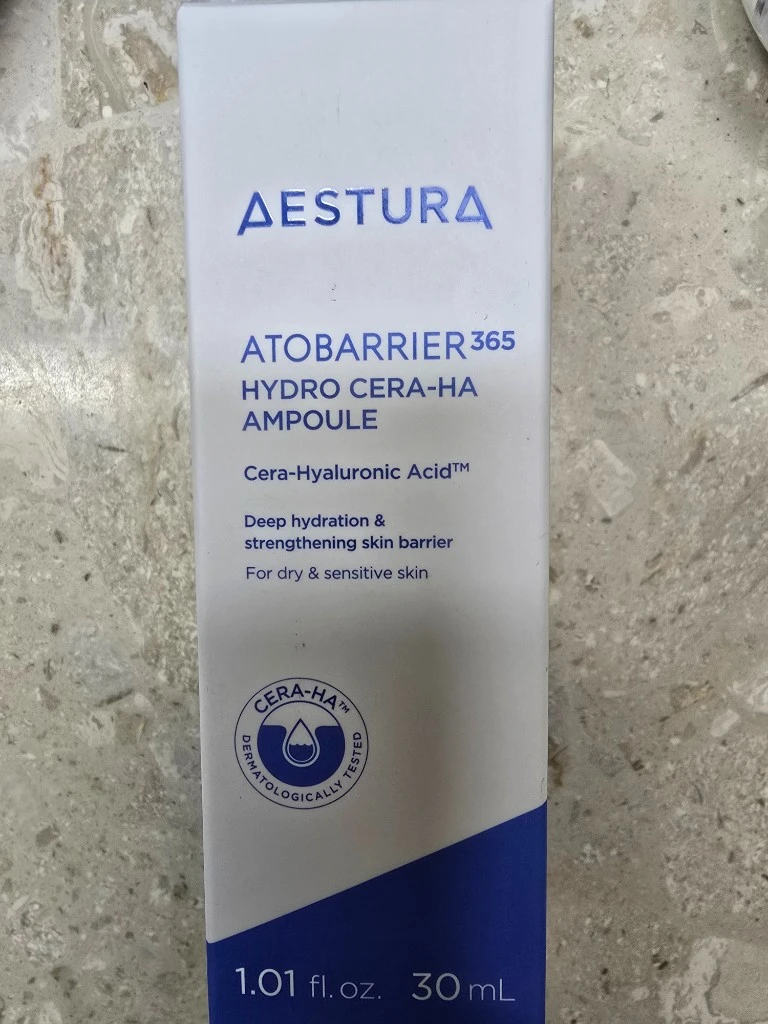 AESTURA
ATOBARRIER365
HYDRO CERA-HA
AMPOULE
Cera-Hyaluronic Acid™
Deep hydration &
strengthening skin barrier
For dry & sensitive skin
CERA-HA™
DERMATOLOGICALLY TESTED
1.01 fl. oz. 30 mL